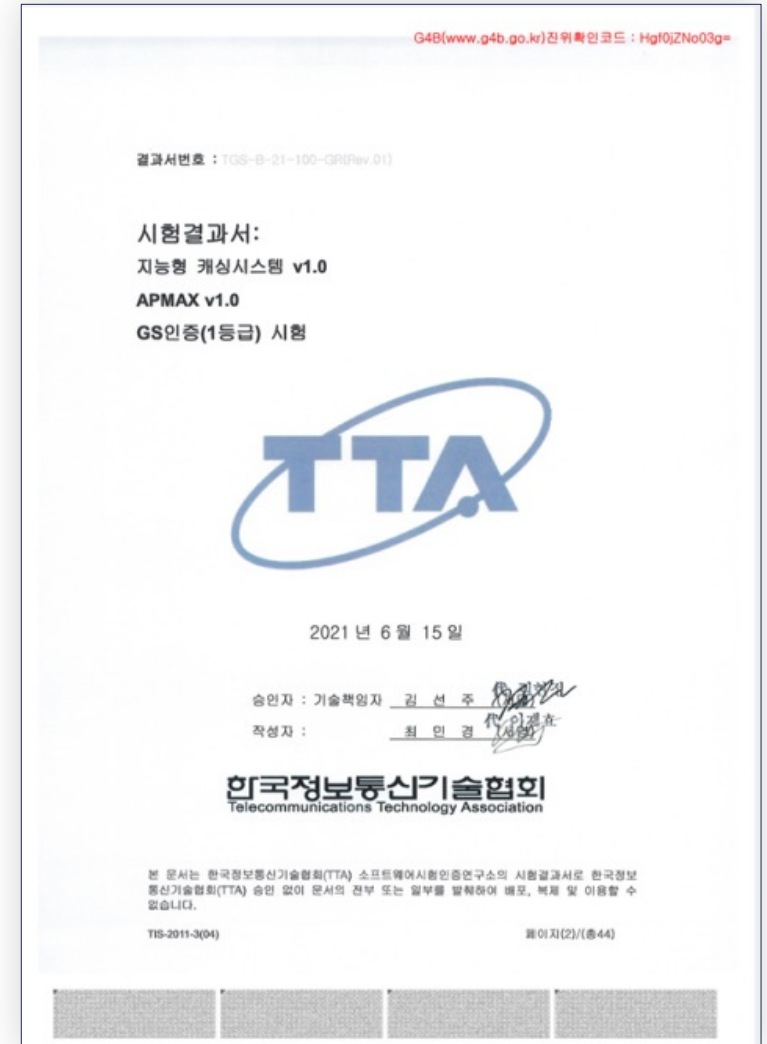 G4B(www.g4b.go.kr)진위확인코드 : Hgf0jZNo03g=
결과서번호 : TGS-B-21-100-GR(Rev.01)
시험결과서:
지능형 캐싱시스템 v1.0
APMAX v1.0
GS인증(1등급) 시험
TTA
2021 년 6 월 15 일
승인자 : 기술책임자 김 선 주
작성자 : 최 민 경
한국정보통신기술협회
Telecommunications Technology Association
본 문서는 한국정보통신기술협회(TTA) 소프트웨어시험인증연구소의 시험결과서로 한국정보
통신기술협회(TTA) 승인 없이 문서의 전부 또는 일부를 발췌하여 배포, 복제 및 이용할 수
없습니다.
TIS-2011-3(04) 페이지(2)/(총44)